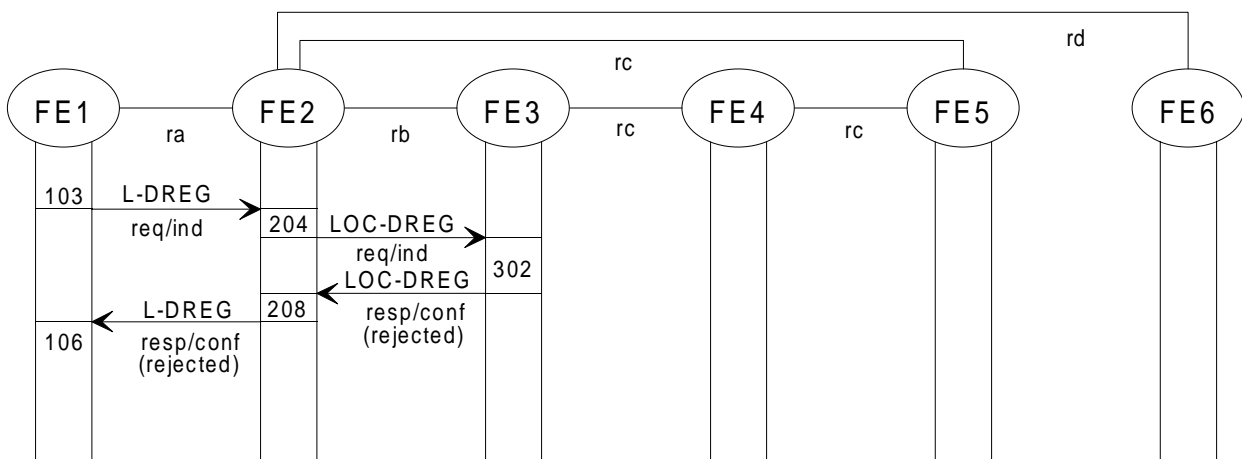 rd
rc
FE1 FE2 FE3 FE4 FE5 FE6
ra rb rc rc
103 L-DREG
req/ind 204 LOC-DREG
req/ind 302
LOC-DREG
L-DREG 208 resp/conf
(rejected)
106 resp/conf
(rejected)